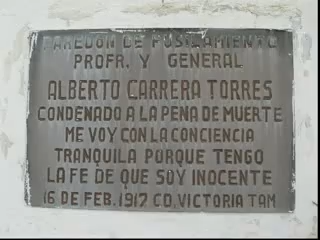 PAREDON DE FUSILAMIENTO
PROFR. Y GENERAL
ALBERTO CARRERA TORRES
CONDENADO A LA PENA DE MUERTE
ME VOY CON LA CONCIENCIA
TRANQUILA PORQUE TENGO
LA FE DE QUE SOY INOCENTE
16 DE FEB. 1917 CD, VICTORIA TAM